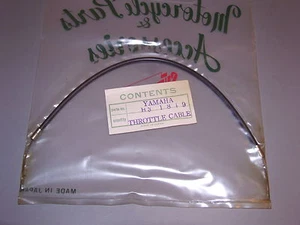 Motorcycle Parts
&
Accessories
CONTENTS
YAMAHA
THROTTLE CABLE
MADE IN JAPAN